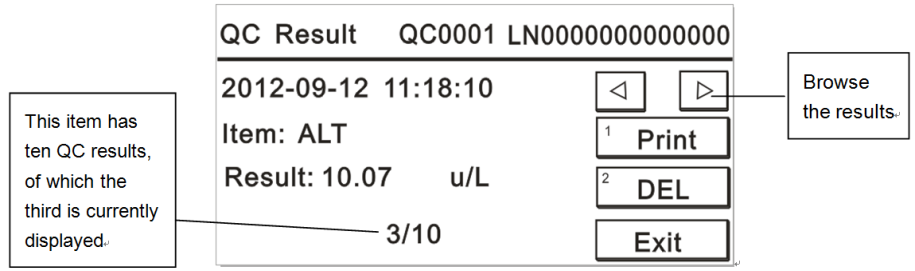 QC Result QC0001 LN0000000000000
2012-09-12 11:18:10
Item: ALT
1 Print
Result: 10.07 u/L
2 DEL
3/10
Exit
This item has
ten QC results,
of which the
third is currently
displayed
Browse
the results